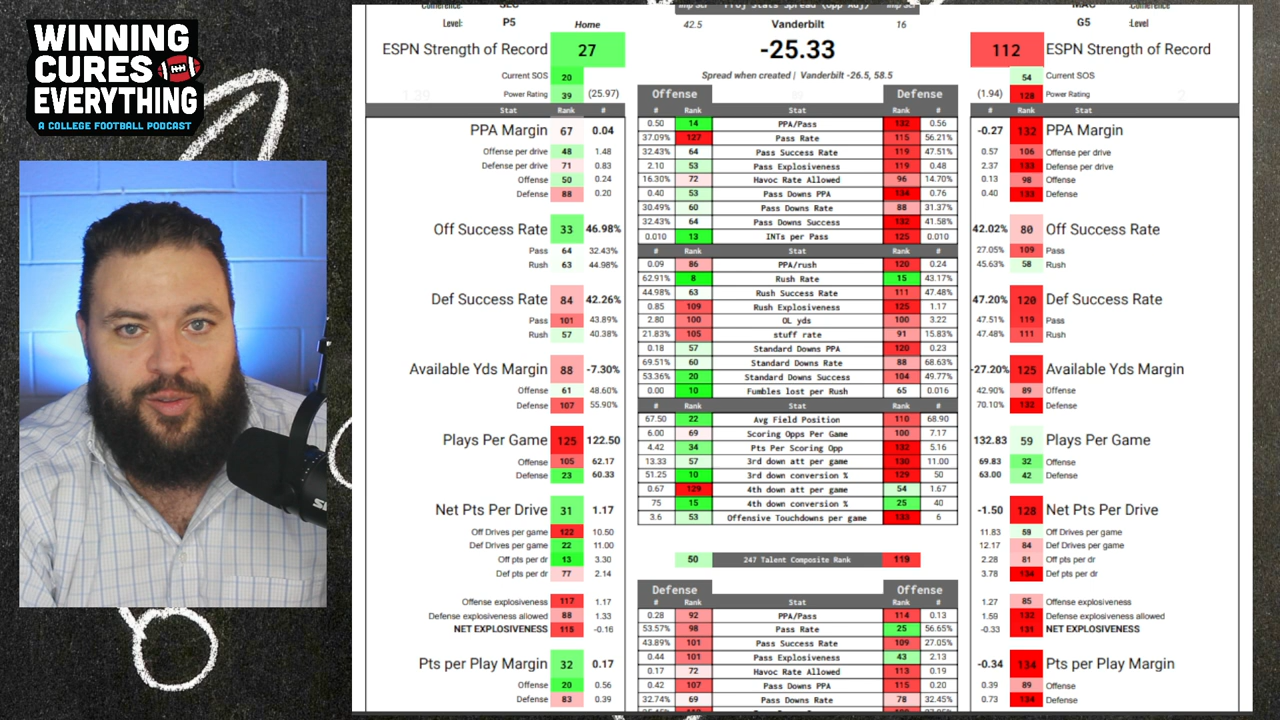 WINNING
CURES
EVERYTHING
A COLLEGE FOOTBALL PODCAST
Conference: SEC Imp Scr Proj Stats Spread (Opp Adj) Imp Scr MAC Conference
Level: P5 Home 42.5 Vanderbilt 16 G5 :Level
ESPN Strength of Record 27 -25.33 112 ESPN Strength of Record
Current SOS 20 Spread when created | Vanderbilt -26.5, 58.5 54 Current SOS
Power Rating 39 (25.97) Offense Defense (1.94) 128 Power Rating
Stat Rank # Rank Stat Rank # Rank Stat
0.50 14 PPA/Pass 132 0.56
PPA Margin 67 0.04 37.09% 127 Pass Rate 115 56.21% -0.27 132 PPA Margin
Offense per drive 48 1.48 32.43% 64 Pass Success Rate 119 47.51% 0.57 106 Offense per drive
Defense per drive 71 0.83 2.10 53 Pass Explosiveness 119 0.48 2.37 133 Defense per drive
Offense 50 0.24 16.30% 72 Havoc Rate Allowed 96 14.70% 0.13 98 Offense
Defense 88 0.20 0.40 53 Pass Downs PPA 134 0.76 0.40 133 Defense
30.49% 60 Pass Downs Rate 88 31.37%
Off Success Rate 33 46.98% 32.43% 64 Pass Downs Success 132 41.58% 42.02% 80 Off Success Rate
0.010 13 INTs per Pass 125 0.010
Pass 64 32.43% # Rank Stat Rank # 27.05% 109 Pass
Rush 63 44.98% 0.09 86 PPA/rush 120 0.24 45.63% 58 Rush
62.91% 8 Rush Rate 15 43.17%
Def Success Rate 84 42.26% 44.98% 63 Rush Success Rate 111 47.48% 47.20% 120 Def Success Rate
0.85 109 Rush Explosiveness 125 1.17
Pass 101 43.89% 2.80 100 OL yds 100 3.22 47.51% 119 Pass
Rush 57 40.38% 21.83% 105 stuff rate 91 15.83% 47.48% 111 Rush
0.18 57 Standard Downs PPA 120 0.23
Available Yds Margin 88 -7.30% 69.51% 60 Standard Downs Rate 88 68.63% -27.20% 125 Available Yds Margin
53.36% 20 Standard Downs Success 104 49.77%
Offense 61 48.60% 0.00 10 Fumbles lost per Rush 65 0.016 42.90% 89 Offense
Defense 107 55.90% # Rank Stat Rank # 70.10% 132 Defense
67.50 22 Avg Field Position 110 68.90
Plays Per Game 125 122.50 6.00 69 Scoring Opps Per Game 100 7.17 132.83 59 Plays Per Game
4.42 34 Pts Per Scoring Opp 132 5.16
Offense 105 62.17 13.33 57 3rd down att per game 130 11.00 69.83 32 Offense
Defense 23 60.33 51.25 10 3rd down conversion % 129 50 63.00 42 Defense
0.67 129 4th down att per game 54 1.67
Net Pts Per Drive 31 1.17 75 15 4th down conversion % 25 40 -1.50 128 Net Pts Per Drive
3.6 53 Offensive Touchdowns per game 133 6
Off Drives per game 122 10.50 11.83 59 Off Drives per game
Def Drives per game 22 11.00 12.17 84 Def Drives per game
Off pts per dr 13 3.30 50 247 Talent Composite Rank 119 2.28 81 Off pts per dr
Def pts per dr 77 2.14 3.78 134 Def pts per dr
Defense Offense
Offense explosiveness 117 1.17 # Rank Stat Rank # 1.27 85 Offense explosiveness
Defense explosiveness allowed 88 1.33 0.28 92 PPA/Pass 114 0.13 1.59 132 Defense explosiveness allowed
NET EXPLOSIVENESS 115 -0.16 53.57% 98 Pass Rate 25 56.65% -0.33 131 NET EXPLOSIVENESS
43.89% 101 Pass Success Rate 109 27.05%
Pts per Play Margin 32 0.17 0.44 101 Pass Explosiveness 43 2.13 -0.34 134 Pts per Play Margin
0.17 72 Havoc Rate Allowed 113 0.19
Offense 20 0.56 0.42 107 Pass Downs PPA 115 0.20 0.39 89 Offense
Defense 83 0.39 32.74% 69 Pass Downs Rate 78 32.45% 0.73 134 Defense